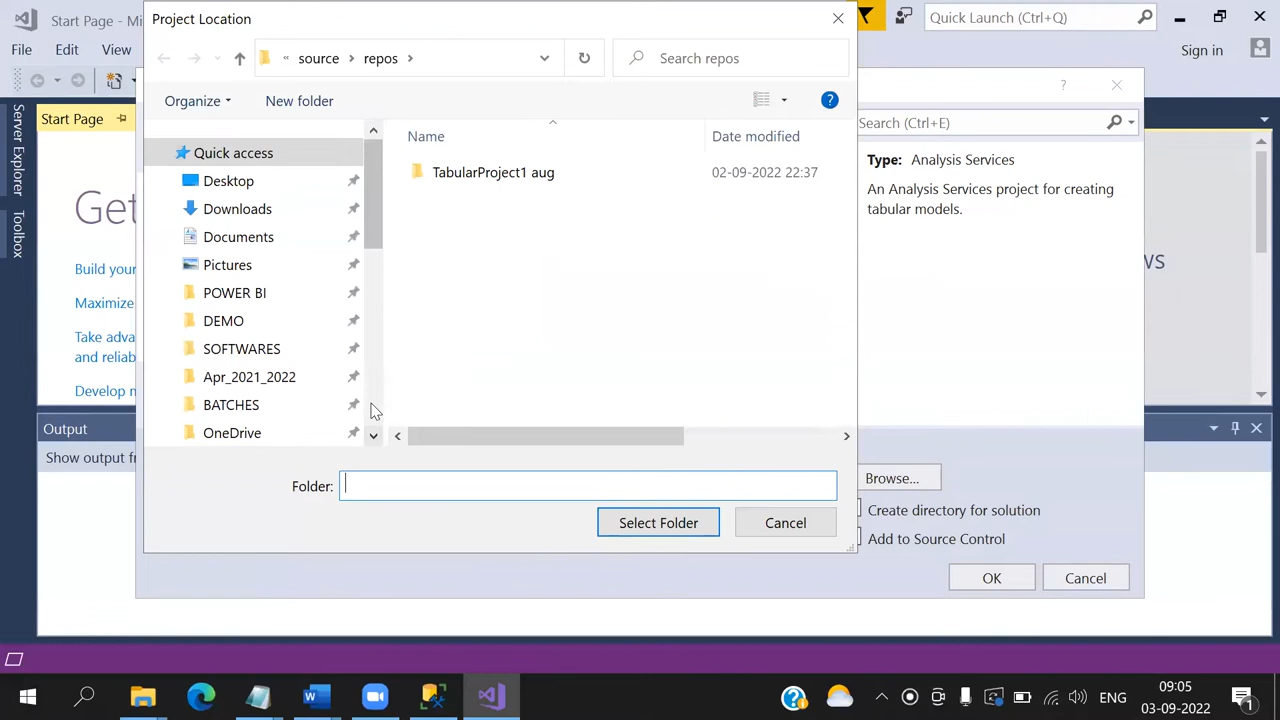 Start Page - Mi
Project Location
Quick Launch (Ctrl+Q)
File Edit View
Sign in
« source repos
Search repos
Organize
New folder
?
Search (Ctrl+E)
Start Page
Name
Date modified
Server Explorer
Toolbox
Quick access
Desktop
Downloads
Documents
Pictures
POWER BI
DEMO
SOFTWARES
Apr_2021_2022
BATCHES
OneDrive
TabularProject1 aug
02-09-2022 22:37
Type: Analysis Services
An Analysis Services project for creating
tabular models.
Get
Build your
Maximize
Take adva
and reliab
Develop n
ws
Output
Show output fr
Folder:
Select Folder
Cancel
Browse...
Create directory for solution
Add to Source Control
OK
Cancel
ENG
09:05
03-09-2022
1